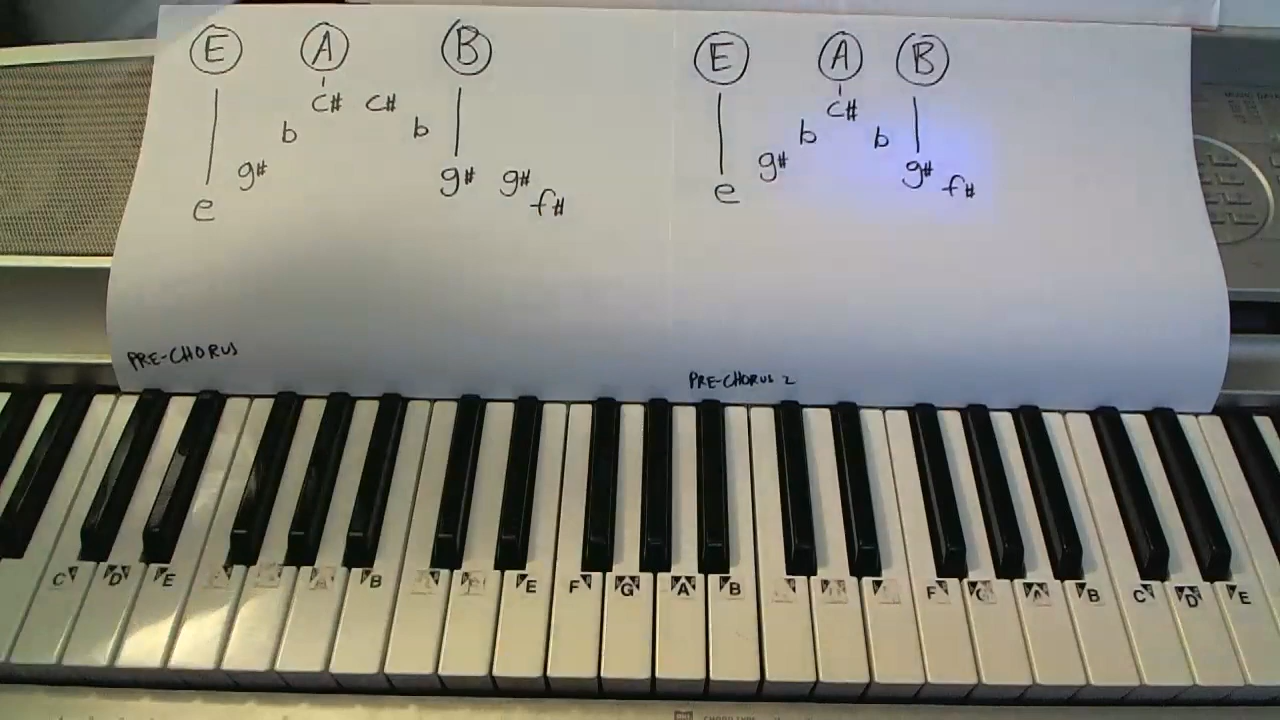 E A B
c# c#
b b
g# g# g#
e f#
PRE-CHORUS
E A B
c#
b b
g# g#
e f#
PRE-CHORUS 2
C D E B E F G A B F B C D E